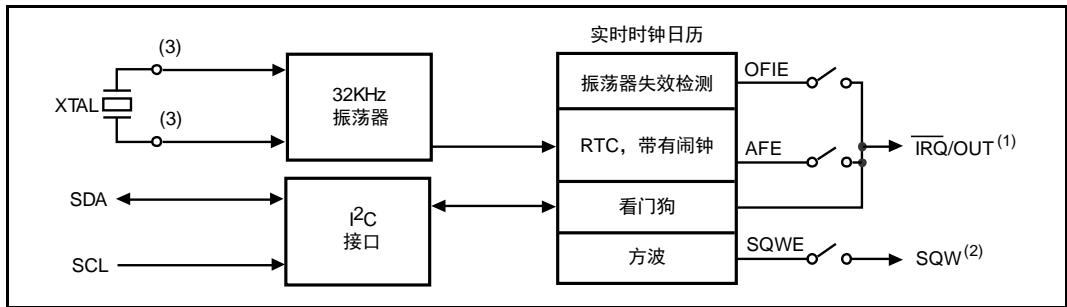 实时时钟日历
(3)
XTAL
(3)
32KHz
振荡器
振荡器失效检测
OFIE
RTC，带有闹钟
AFE
IRQ/OUT(1)
SDA
SCL
I2C
接口
看门狗
方波
SQWE
SQW(2)